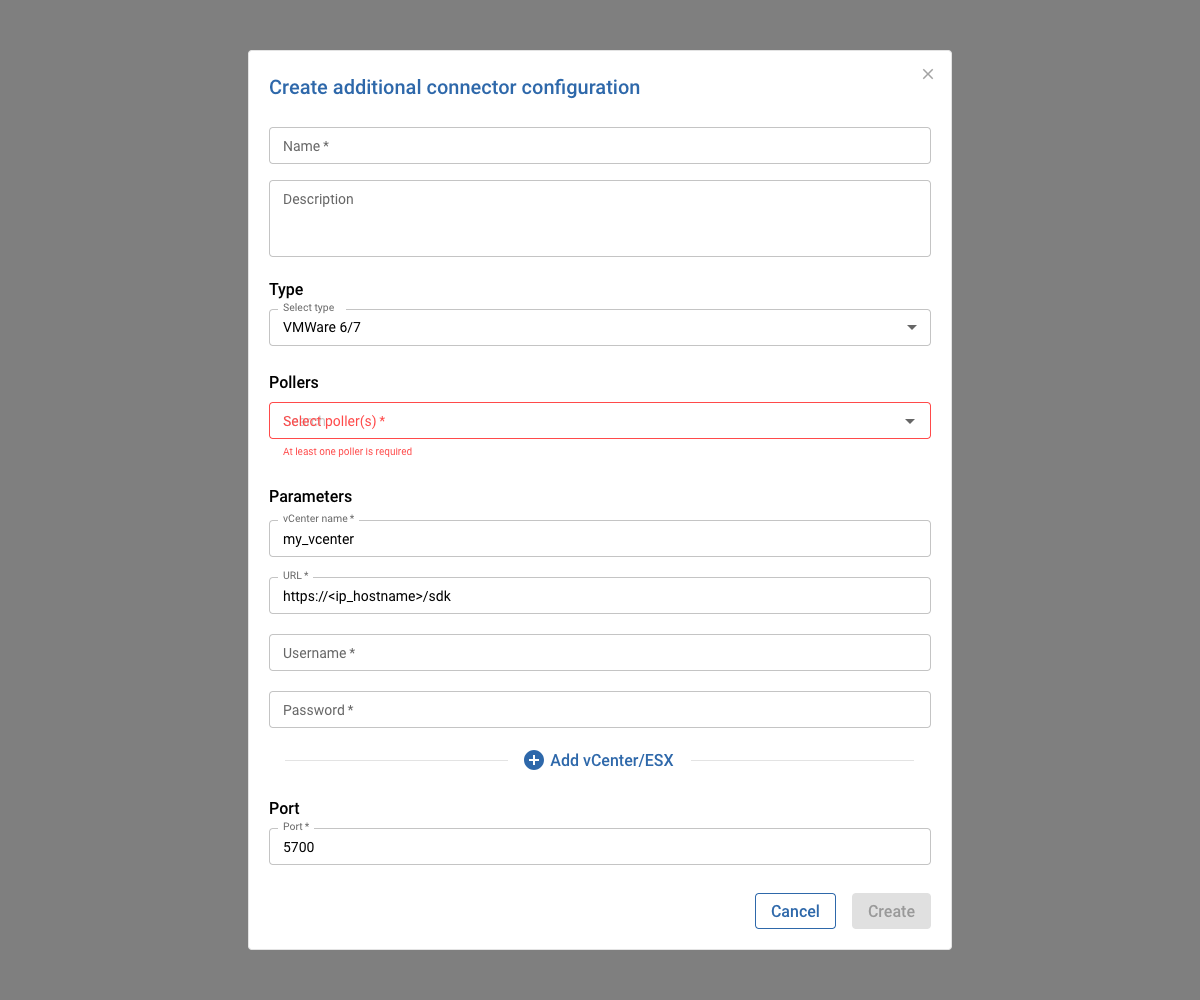 Create additional connector configuration
Name *
Description
Type
Select type
VMWare 6/7
Pollers
Select poller(s) *
At least one poller is required
Parameters
vCenter name *
my_vcenter
URL *
https://<ip_hostname>/sdk
Username *
Password *
Add vCenter/ESX
Port
Port *
5700
Cancel
Create